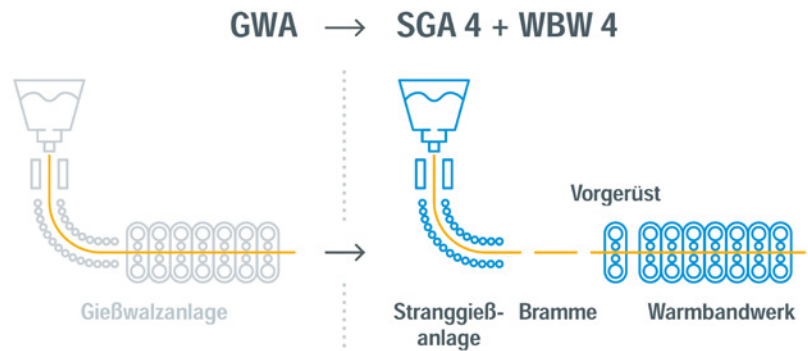 GWA → SGA 4 + WBW 4
Vorgerüst
Gießwalzanlage
Stranggieß-
anlage
Bramme
Warmbandwerk